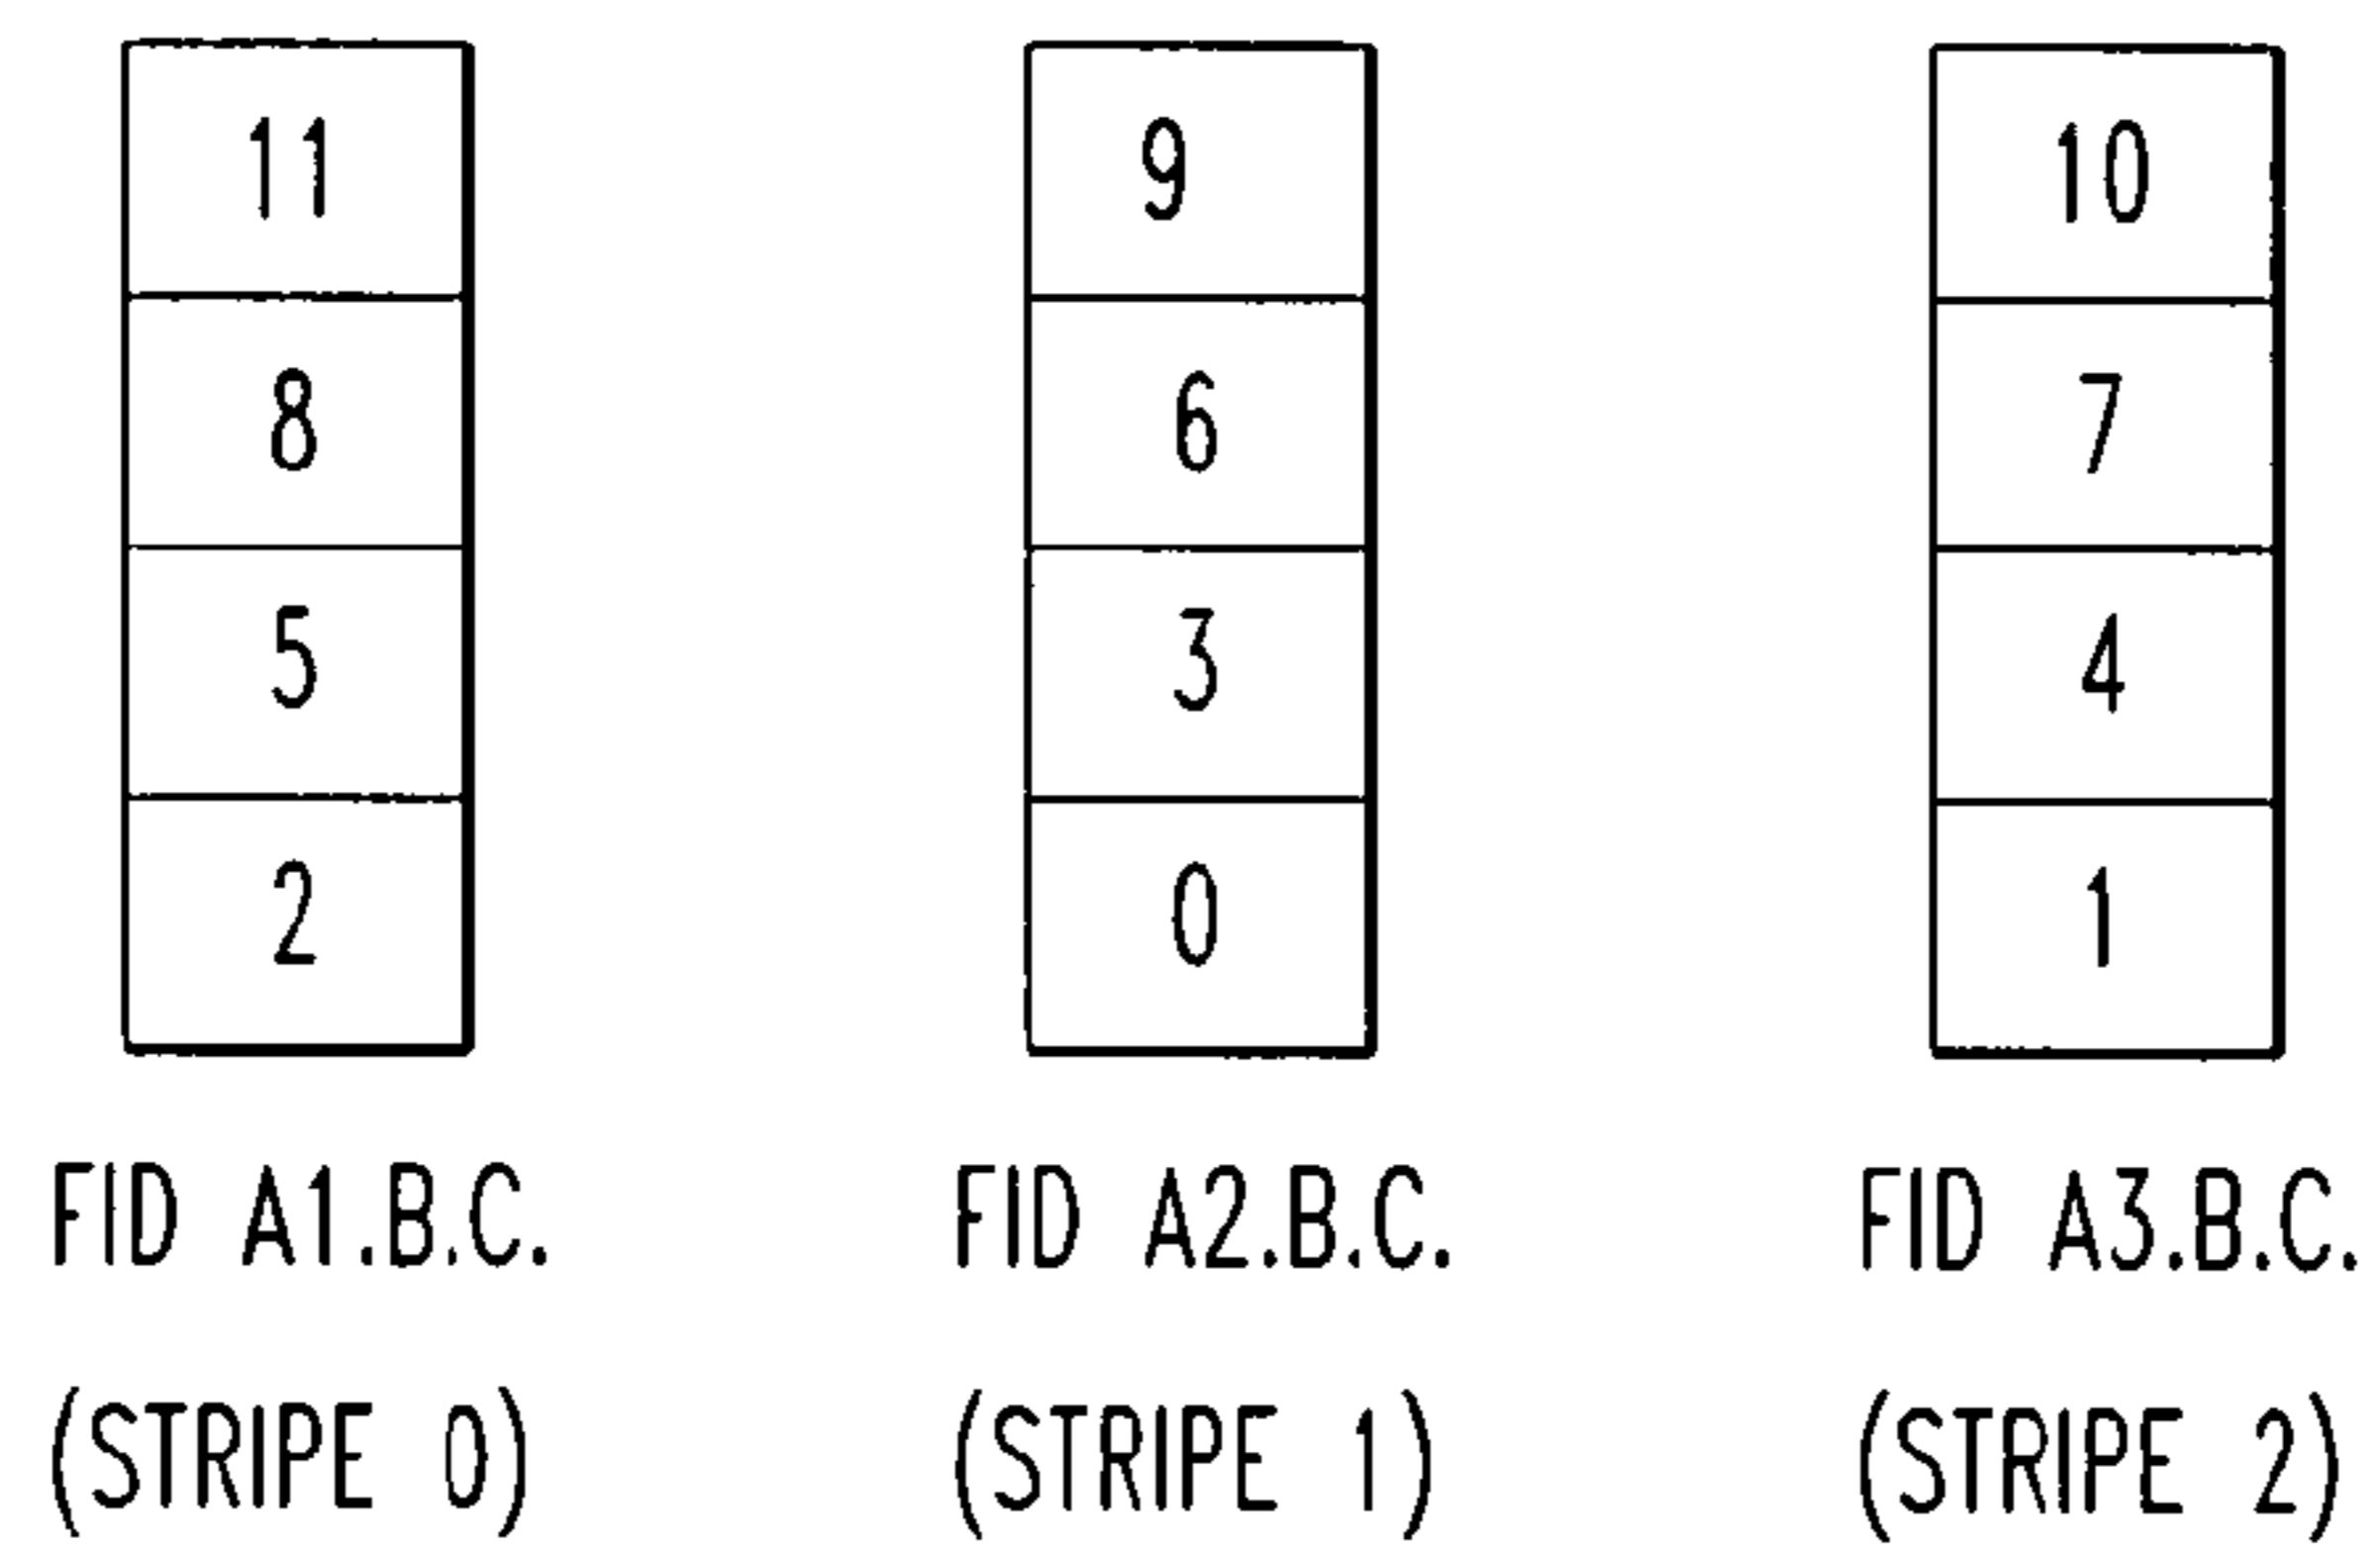 11 9 10
8 6 7
5 3 4
2 0 1
FID A1.B.C. FID A2.B.C. FID A3.B.C.
(STRIPE 0) (STRIPE 1) (STRIPE 2)